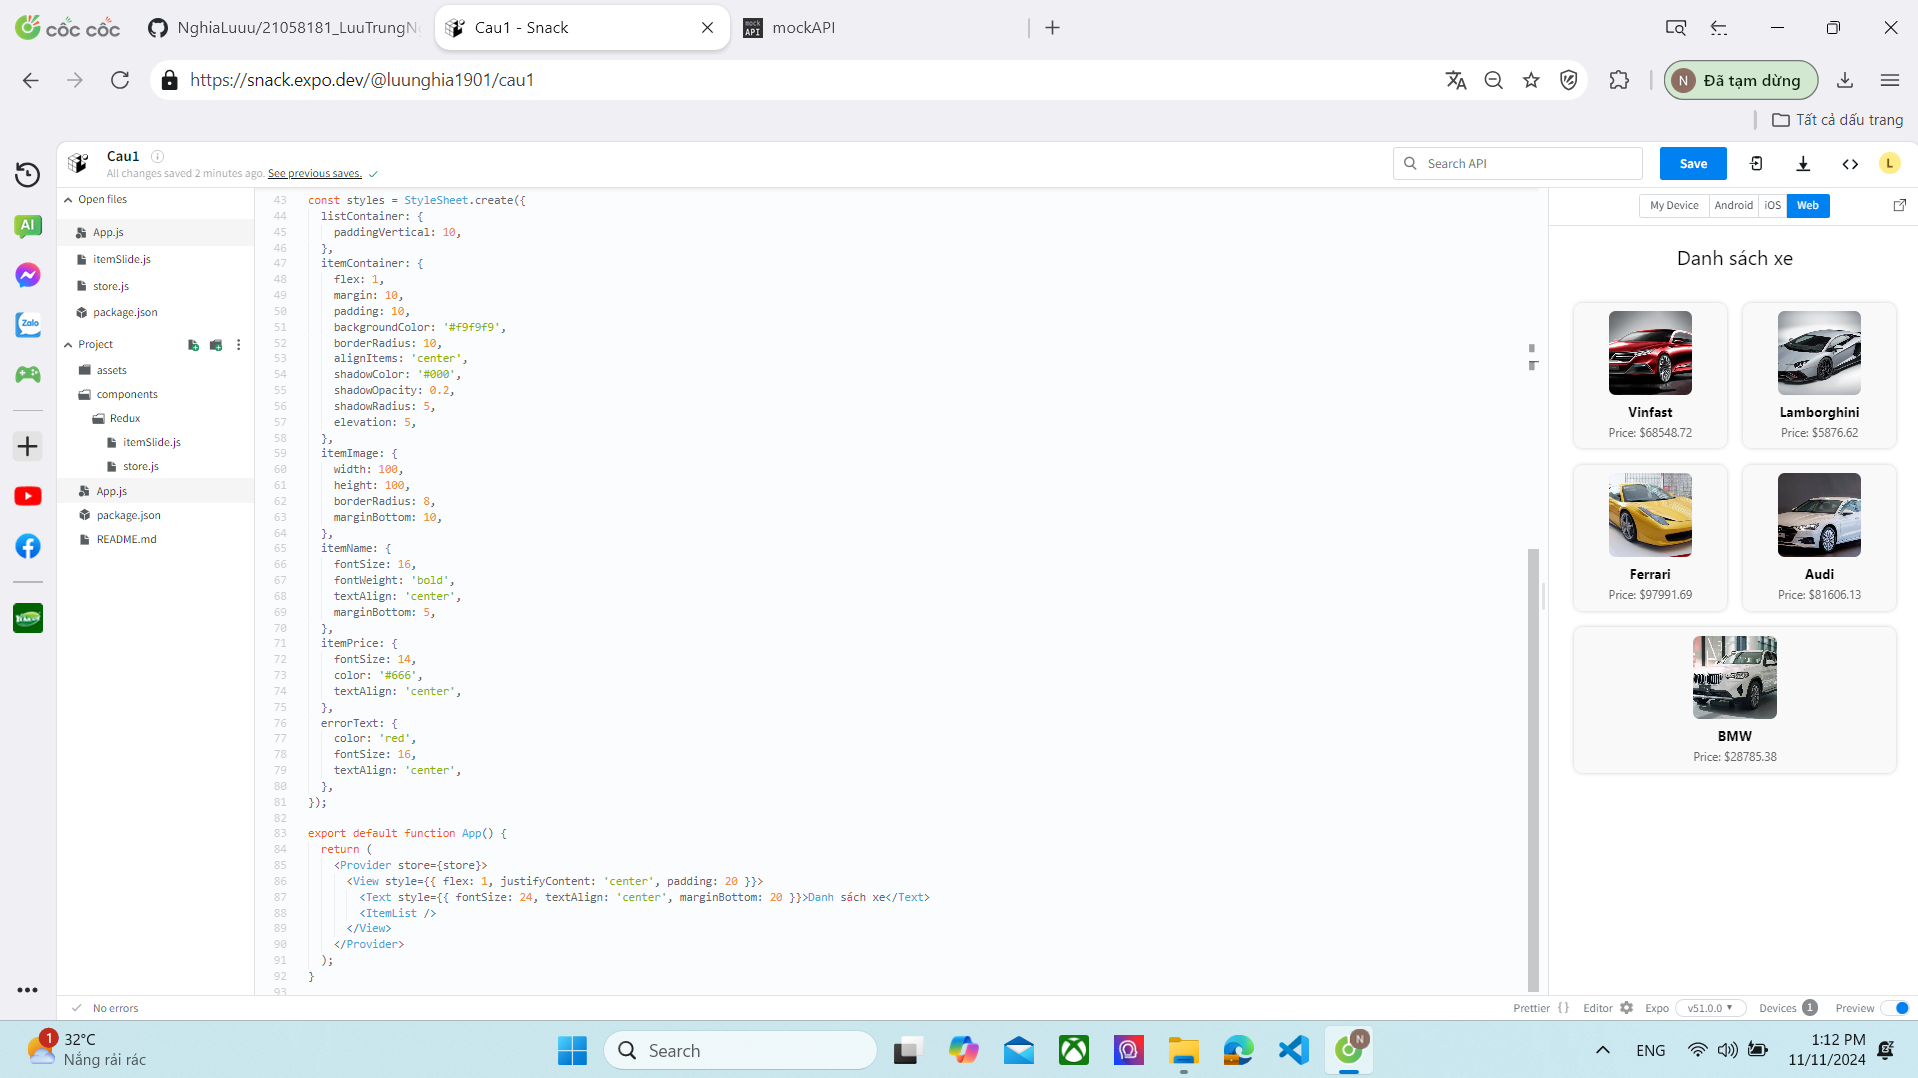 cốc cốc
NghiaLuuu/21058181_LuuTrungN
Cau1 - Snack
mockAPI
https://snack.expo.dev/@luunghia1901/cau1
N
Đã tạm dừng
Tất cả dấu trang
Cau1
All changes saved 2 minutes ago. See previous saves.
Search API
Save
L
Open files
App.js
itemSlide.js
store.js
package.json
Project
assets
components
Redux
itemSlide.js
store.js
App.js
package.json
README.md
AI
Zalo
43 const styles = StyleSheet.create({
44 listContainer: {
45 paddingVertical: 10,
46 },
47 itemContainer: {
48 flex: 1,
49 margin: 10,
50 padding: 10,
51 backgroundColor: '#f9f9f9',
52 borderRadius: 10,
53 alignItems: 'center',
54 shadowColor: '#000',
55 shadowOpacity: 0.2,
56 shadowRadius: 5,
57 elevation: 5,
58 },
59 itemImage: {
60 width: 100,
61 height: 100,
62 borderRadius: 8,
63 marginBottom: 10,
64 },
65 itemName: {
66 fontSize: 16,
67 fontWeight: 'bold',
68 textAlign: 'center',
69 marginBottom: 5,
70 },
71 itemPrice: {
72 fontSize: 14,
73 color: '#666',
74 textAlign: 'center',
75 },
76 errorText: {
77 color: 'red',
78 fontSize: 16,
79 textAlign: 'center',
80 },
81 });
82
83 export default function App() {
84 return (
85 <Provider store={store}>
86 <View style={{ flex: 1, justifyContent: 'center', padding: 20 }}>
87 <Text style={{ fontSize: 24, textAlign: 'center', marginBottom: 20 }}>Danh sách xe</Text>
88 <ItemList />
89 </View>
90 </Provider>
91 );
92 }
93
My Device Android iOS Web
Danh sách xe
Vinfast
Price: $68548.72
Lamborghini
Price: $5876.62
Ferrari
Price: $97991.69
Audi
Price: $81606.13
BMW
Price: $28785.38
No errors
Prettier {} Editor Expo v51.0.0 Devices 1 Preview
1
32°C
Nắng rải rác
Search
N
ENG
1:12 PM
11/11/2024